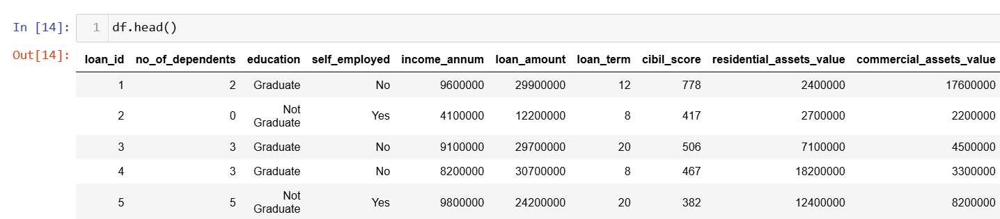 In [14]: 1 df.head()
Out[14]:
loan_id no_of_dependents education self_employed income_annum loan_amount loan_term cibil_score residential_assets_value commercial_assets_value
1 2 Graduate No 9600000 29900000 12 778 2400000 17600000
2 0 Not Graduate Yes 4100000 12200000 8 417 2700000 2200000
3 3 Graduate No 9100000 29700000 20 506 7100000 4500000
4 3 Graduate No 8200000 30700000 8 467 18200000 3300000
5 5 Not Graduate Yes 9800000 24200000 20 382 12400000 8200000